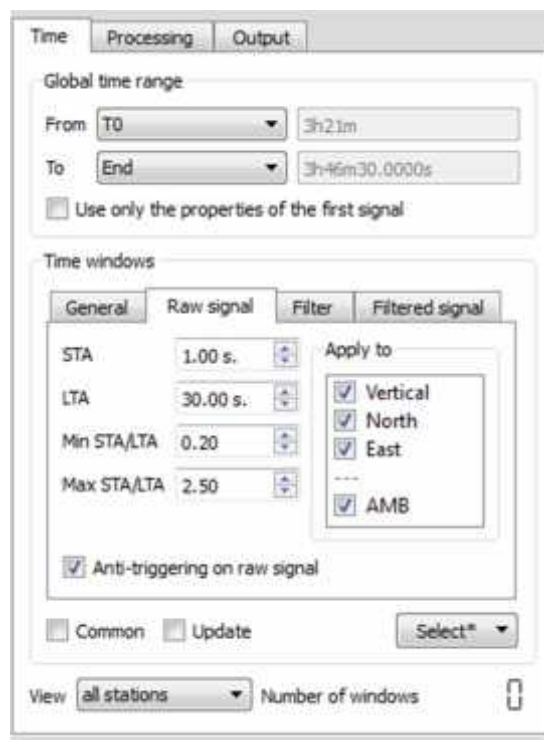 Time Processing Output
Global time range
From T0 3h21m
To End 3h46m30.0000s
Use only the properties of the first signal
Time windows
General Raw signal Filter Filtered signal
STA 1.00 s.
LTA 30.00 s.
Min STA/LTA 0.20
Max STA/LTA 2.50
Apply to
Vertical
North
East
---
AMB
Anti-triggering on raw signal
Common Update Select*
View all stations Number of windows 0